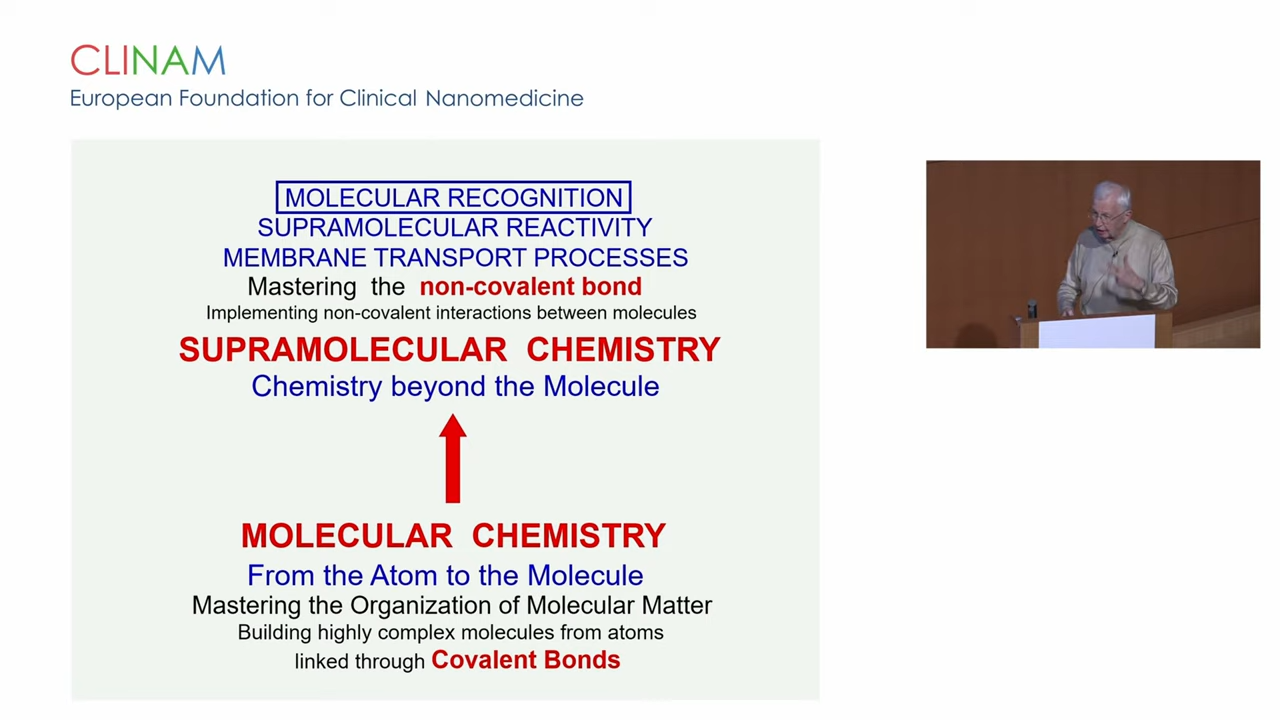 CLINAM
European Foundation for Clinical Nanomedicine
MOLECULAR RECOGNITION
SUPRAMOLECULAR REACTIVITY
MEMBRANE TRANSPORT PROCESSES
Mastering the non-covalent bond
Implementing non-covalent interactions between molecules
SUPRAMOLECULAR CHEMISTRY
Chemistry beyond the Molecule
MOLECULAR CHEMISTRY
From the Atom to the Molecule
Mastering the Organization of Molecular Matter
Building highly complex molecules from atoms
linked through Covalent Bonds